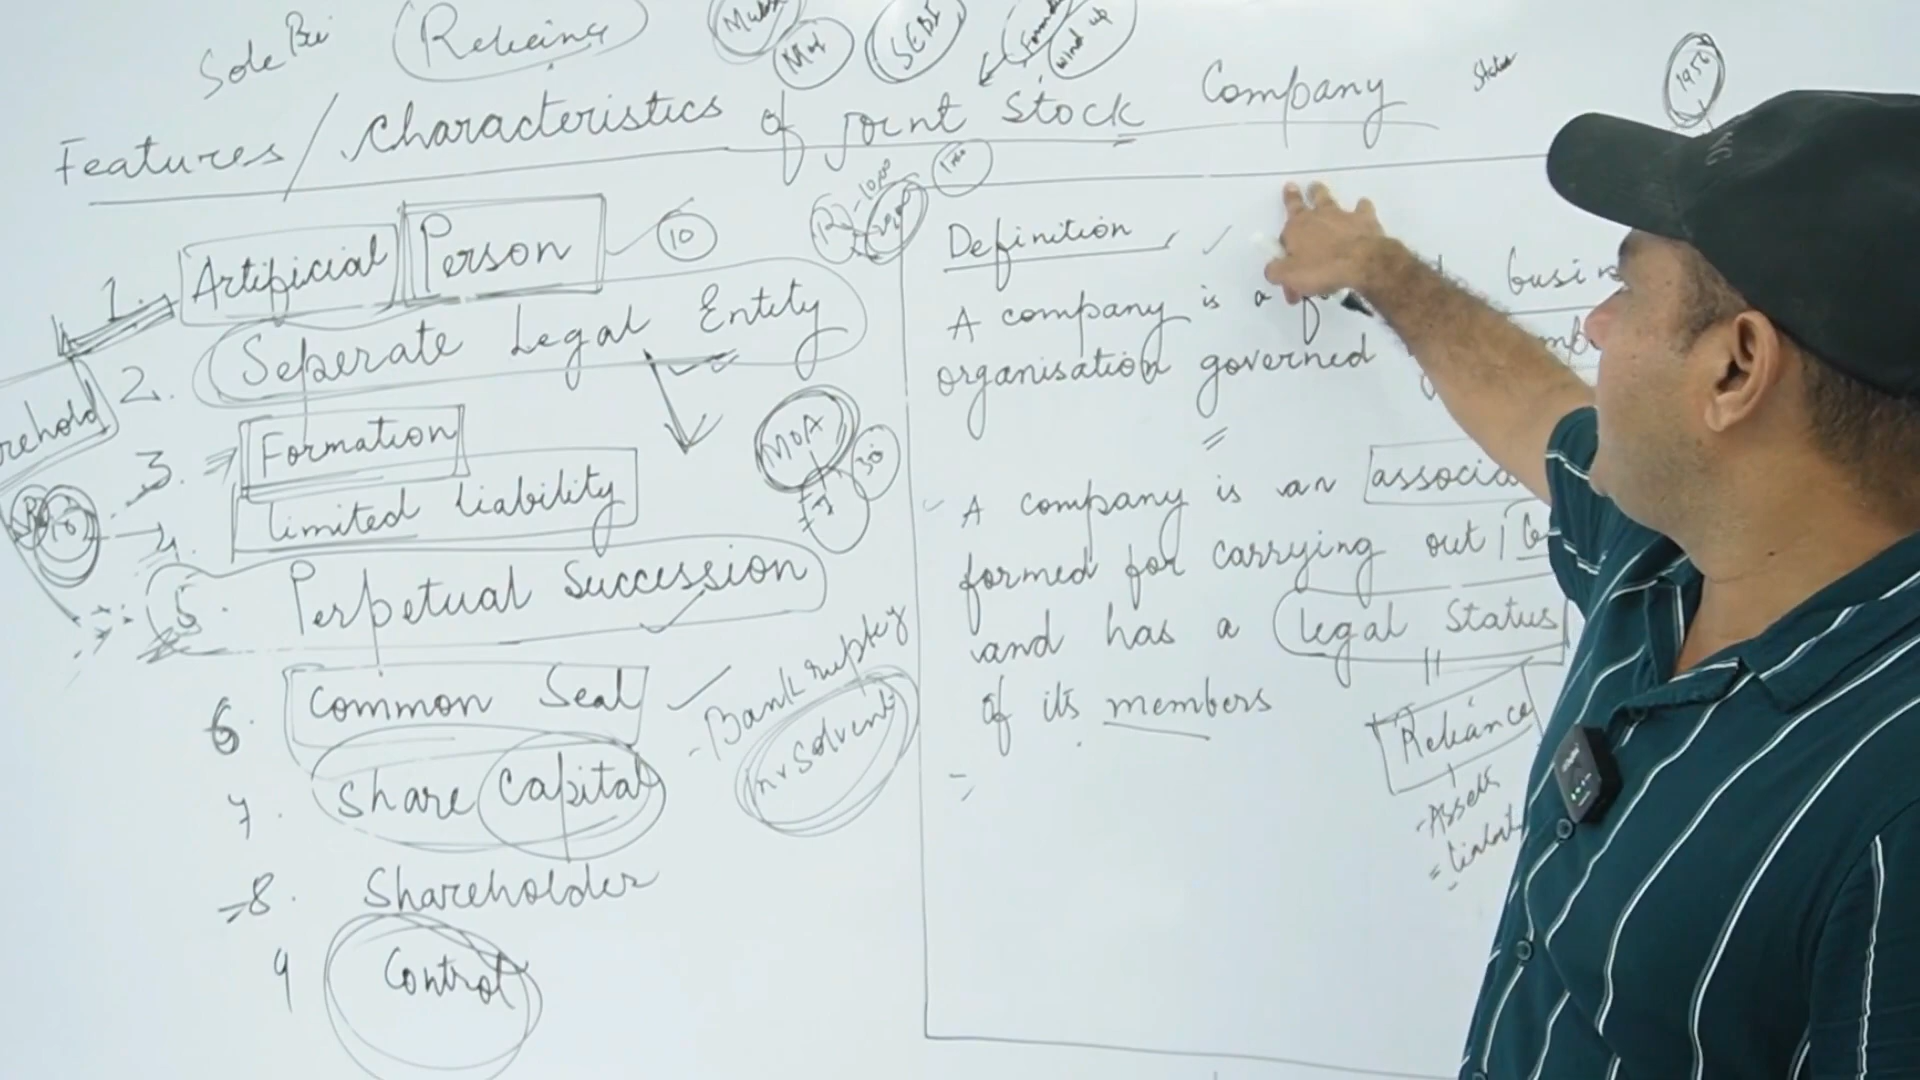 Sole
SEBI
wind up
Status
1956
Features/Characteristics of Joint Stock Company
1. Artificial Person 10
2. Seperate Legal Entity
3. Formation
4. limited liability
5. Perpetual Succession
6. Common Seal
7. Share Capital
8. Shareholder
9 Control
MOA
30
Bankruptcy
Insolvent
Definition
A company is a
organisation governed
A company is an
formed for carrying out
and has a legal Status
of its members
Reliance
- Assets